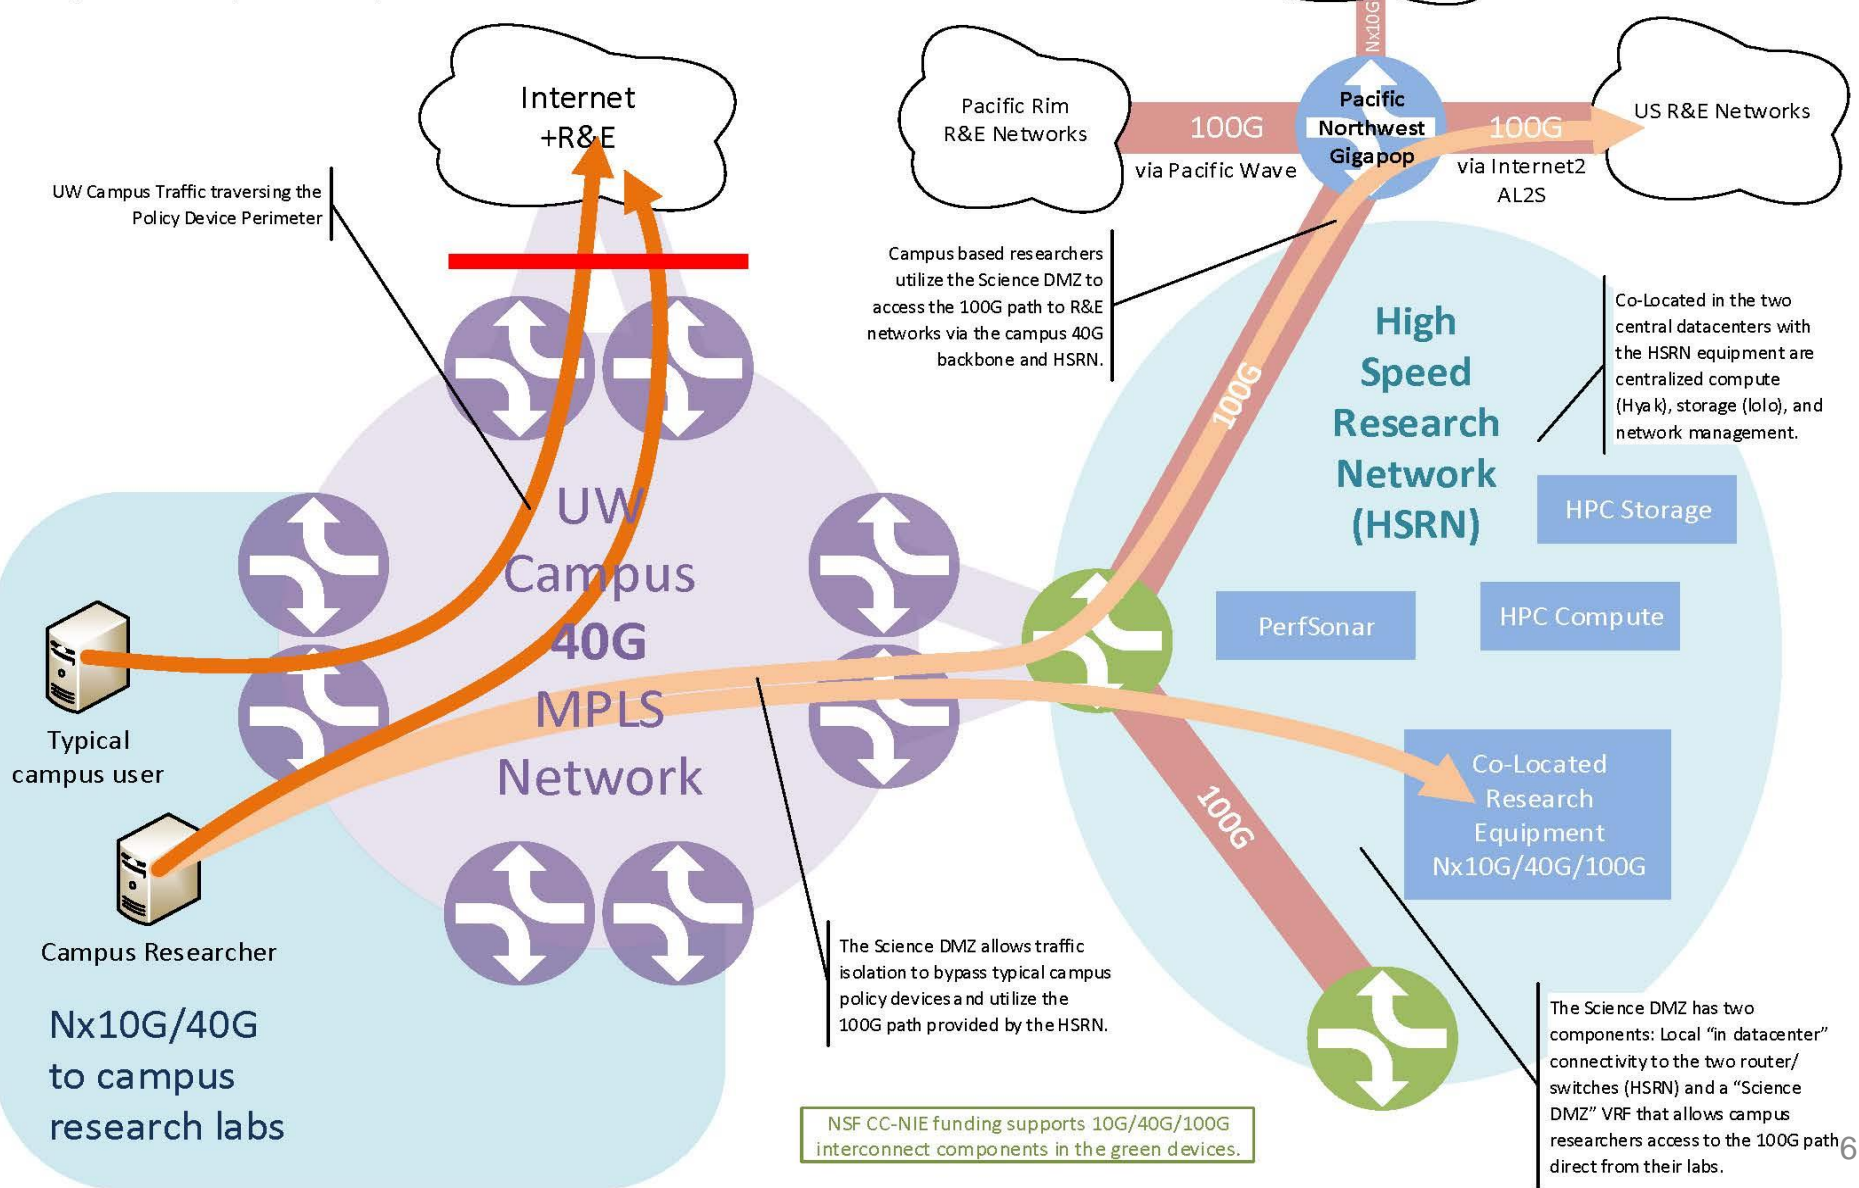 Nx10G
Internet
+R&E
Pacific Rim
R&E Networks
100G
via Pacific Wave
Pacific
Northwest
Gigapop
100G
via Internet2
AL2S
US R&E Networks
UW Campus Traffic traversing the
Policy Device Perimeter
Campus based researchers
utilize the Science DMZ to
access the 100G path to R&E
networks via the campus 40G
backbone and HSRN.
100G
High
Speed
Research
Network
(HSRN)
Co-Located in the two
central datacenters with
the HSRN equipment are
centralized compute
(Hyak), storage (lolo), and
network management.
HPC Storage
HPC Compute
PerfSonar
UW
Campus
40G
MPLS
Network
Typical
campus user
Campus Researcher
Nx10G/40G
to campus
research labs
100G
Co-Located
Research
Equipment
Nx10G/40G/100G
The Science DMZ allows traffic
isolation to bypass typical campus
policy devices and utilize the
100G path provided by the HSRN.
The Science DMZ has two
components: Local “in datacenter”
connectivity to the two router/
switches (HSRN) and a “Science
DMZ” VRF that allows campus
researchers access to the 100G path
direct from their labs.
NSF CC-NIE funding supports 10G/40G/100G
interconnect components in the green devices.
6